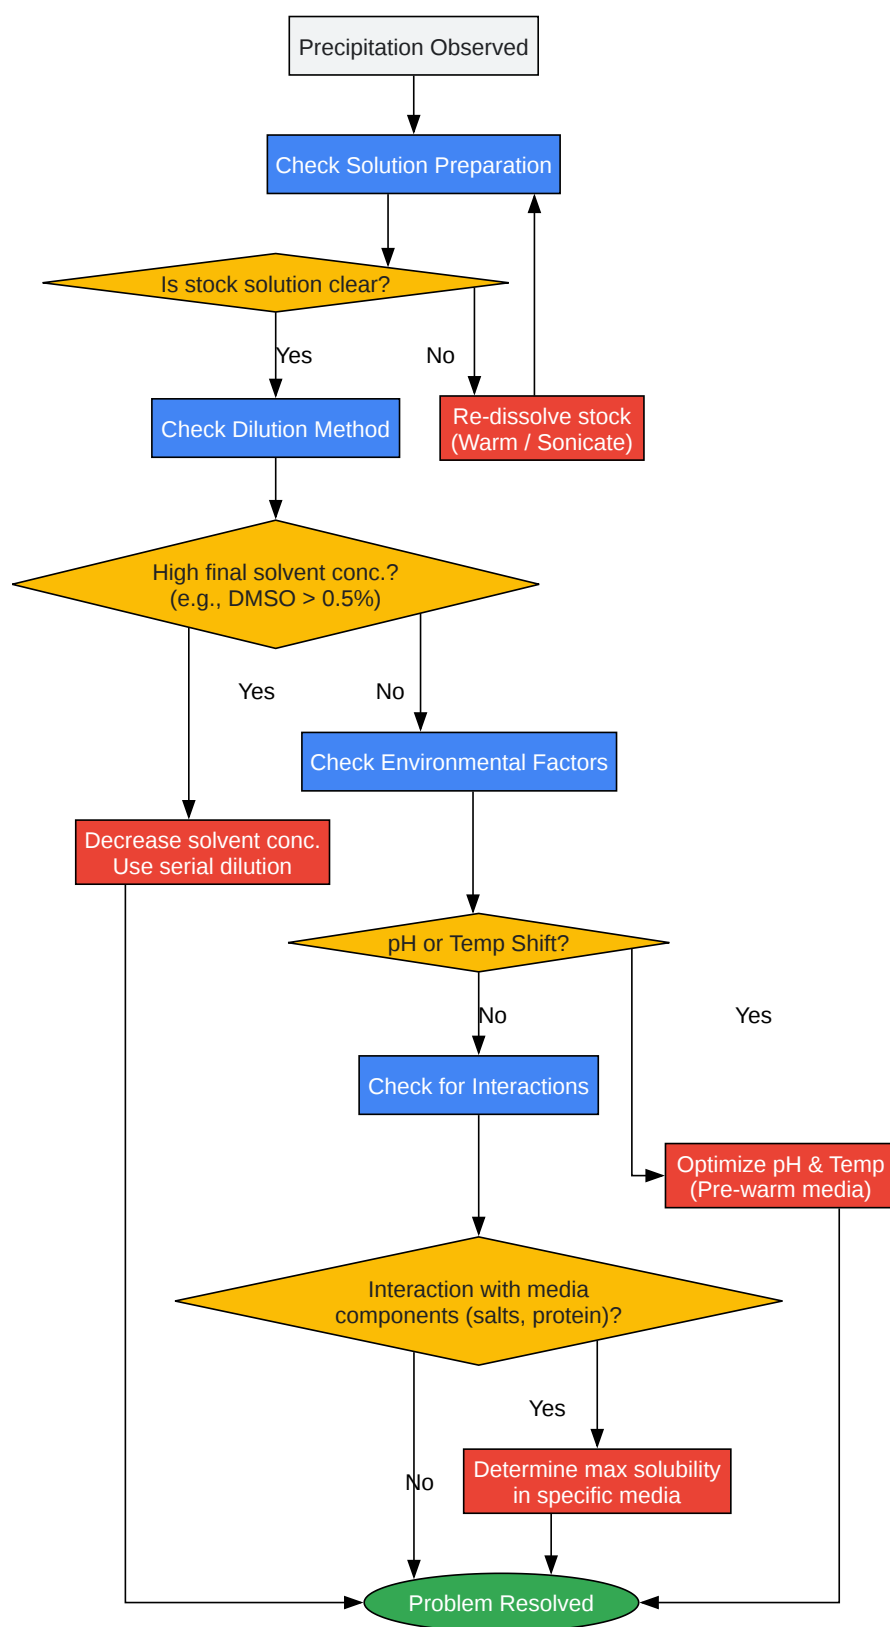 Precipitation Observed
Check Solution Preparation
Is stock solution clear?
Yes
No
Re-dissolve stock
(Warm / Sonicate)
Check Dilution Method
High final solvent conc.?
(e.g., DMSO > 0.5%)
Yes
No
Check Environmental Factors
Decrease solvent conc.
Use serial dilution
pH or Temp Shift?
No
Yes
Check for Interactions
Optimize pH & Temp
(Pre-warm media)
Interaction with media
components (salts, protein)?
Yes
No
Determine max solubility
in specific media
Problem Resolved